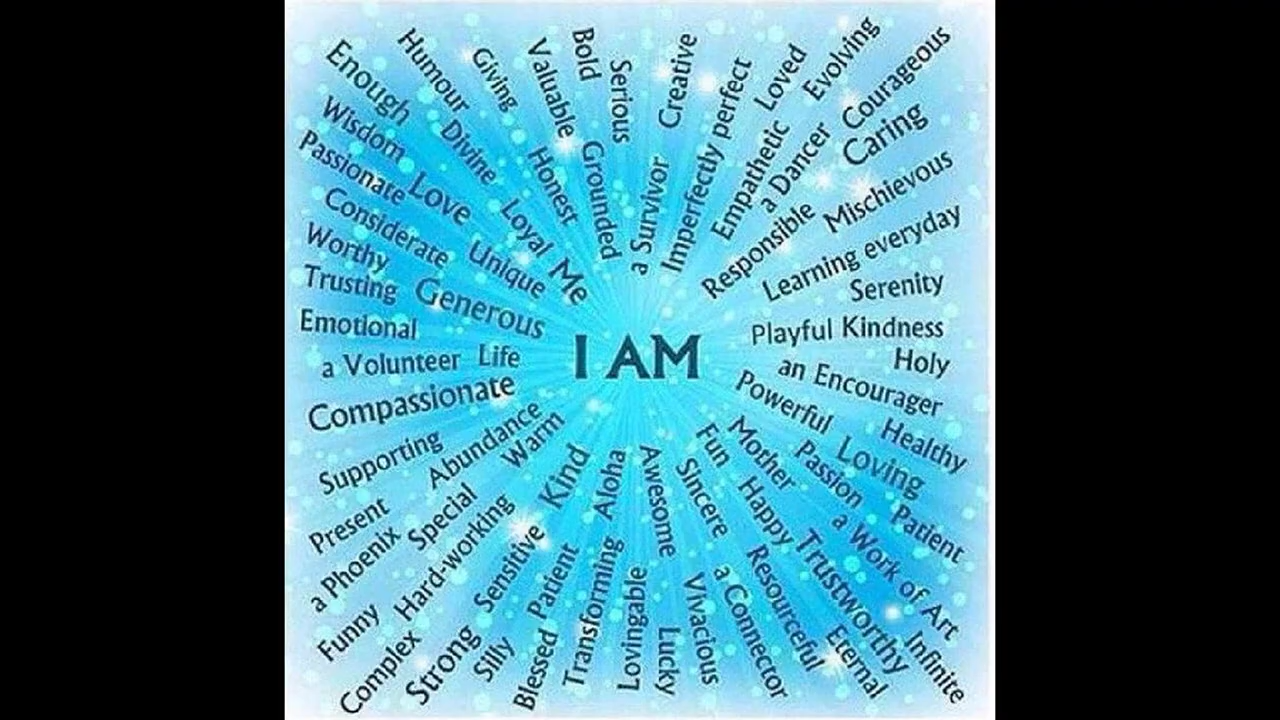 I AM
Enough
Humour
Giving
Valuable
Bold
Serious
Creative
Imperfectly perfect
Loved
Evolving
Courageous
Wisdom
Divine
Honest
Grounded
a Survivor
Empathetic
a Dancer
Caring
Passionate
Love
Loyal
Me
Responsible
Mischievous
Considerate
Unique
Learning everyday
Worthy
Trusting
Generous
Serenity
Emotional
Playful Kindness
a Volunteer
Life
Holy
Compassionate
an Encourager
Powerful
Healthy
Supporting
Abundance
Warm
Kind
Aloha
Awesome
Sincere
Fun
Mother
Passion
Loving
Present
Special
Happy
Patient
a Phoenix
Hard-working
Sensitive
Patient
Transforming
a Work of Art
Trustworthy
Funny
Complex
Strong
Silly
Blessed
Lovingable
Lucky
Vivacious
a Connector
Resourceful
Eternal
Infinite